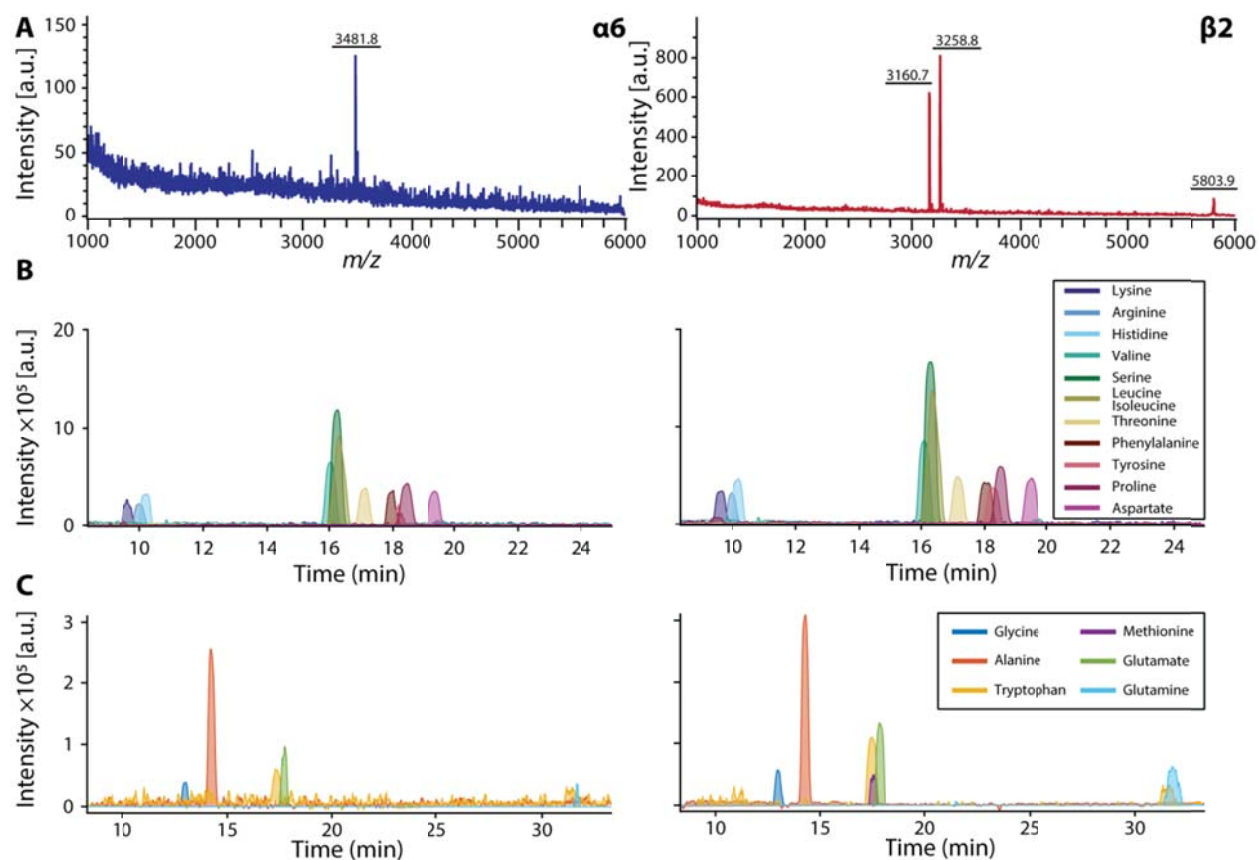 A
α6
β2
Intensity [a.u.]
150
100
50
0
3481.8
1000
2000
3000
4000
5000
6000
m/z
Intensity [a.u.]
800
600
400
200
0
3160.7
3258.8
5803.9
1000
2000
3000
4000
5000
6000
m/z
B
Intensity ×10⁵ [a.u.]
20
10
0
10
12
14
16
18
20
22
24
Time (min)
10
12
14
16
18
20
22
24
Time (min)
Lysine
Arginine
Histidine
Valine
Serine
Leucine
Isoleucine
Threonine
Phenylalanine
Tyrosine
Proline
Aspartate
C
Intensity ×10⁵ [a.u.]
3
2
1
0
10
15
20
25
30
Time (min)
10
15
20
25
30
Time (min)
Glycine
Methionine
Alanine
Glutamate
Tryptophan
Glutamine